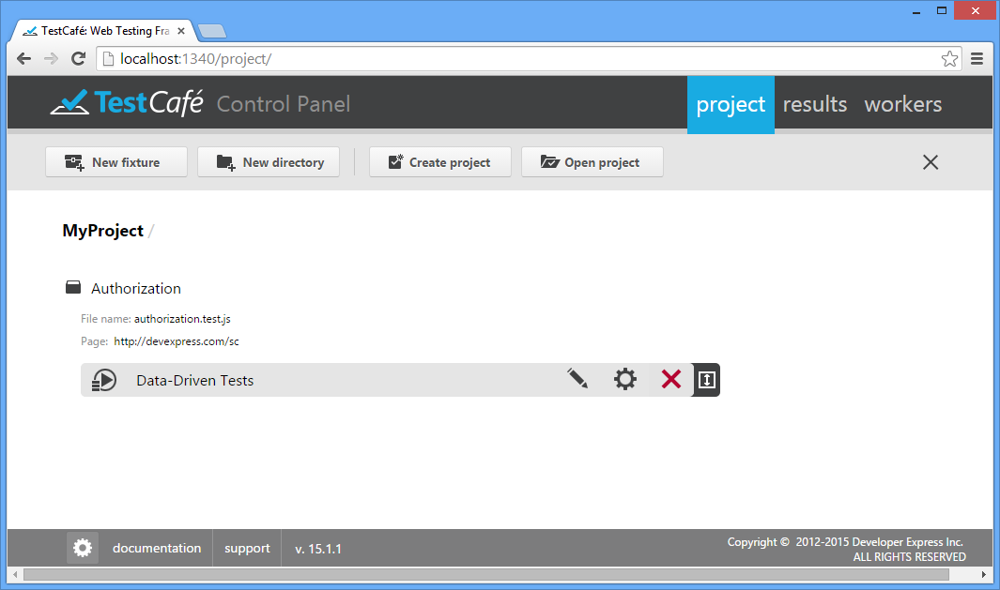 TestCafé: Web Testing Fra
localhost:1340/project/
TestCafé Control Panel
project results workers
New fixture New directory Create project Open project
MyProject /
Authorization
File name: authorization.test.js
Page: http://devexpress.com/sc
Data-Driven Tests
documentation support v. 15.1.1
Copyright © 2012-2015 Developer Express Inc.
ALL RIGHTS RESERVED